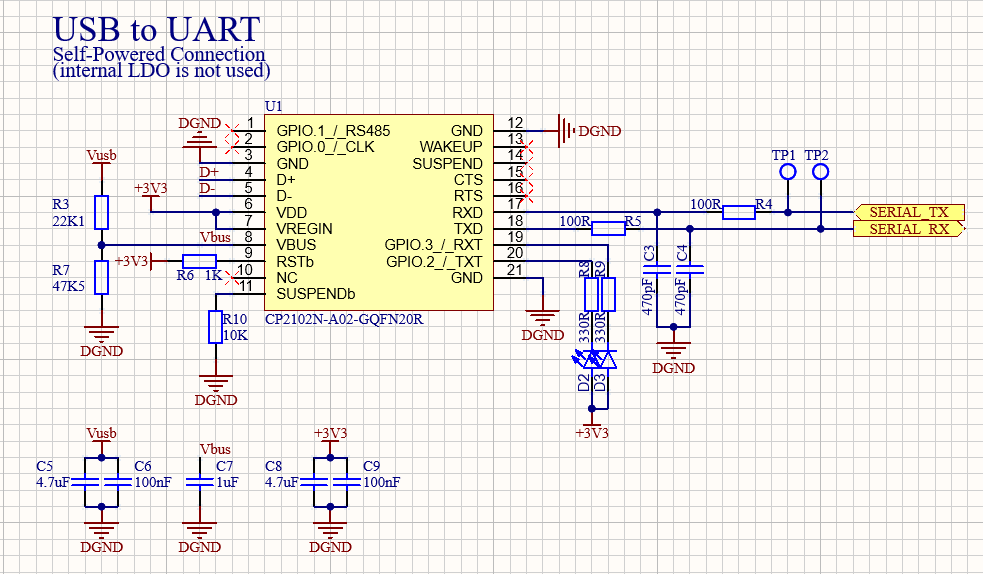 USB to UART
Self-Powered Connection
(internal LDO is not used)
U1
DGND
1
GPIO.1_/_RS485
2
GPIO.0_/_CLK
3
GND
D+
4
D+
D-
5
D-
6
VDD
7
VREGIN
Vbus
8
VBUS
9
RSTb
10
NC
11
SUSPENDb
12
GND
DGND
13
WAKEUP
14
SUSPEND
15
CTS
16
RTS
17
RXD
18
TXD
19
GPIO.3_/_RXT
20
GPIO.2_/_TXT
21
GND
CP2102N-A02-GQFN20R
Vusb
+3V3
R3
22K1
R7
47K5
DGND
+3V3
R6 1K
R10
10K
DGND
DGND
TP1 TP2
100R R4
100R R5
SERIAL_TX
SERIAL_RX
R8
R9
330R
330R
D2
D3
+3V3
C3
470pF
C4
470pF
DGND
Vusb
C5
4.7uF
C6
100nF
DGND
Vbus
C7
1uF
DGND
+3V3
C8
4.7uF
C9
100nF
DGND